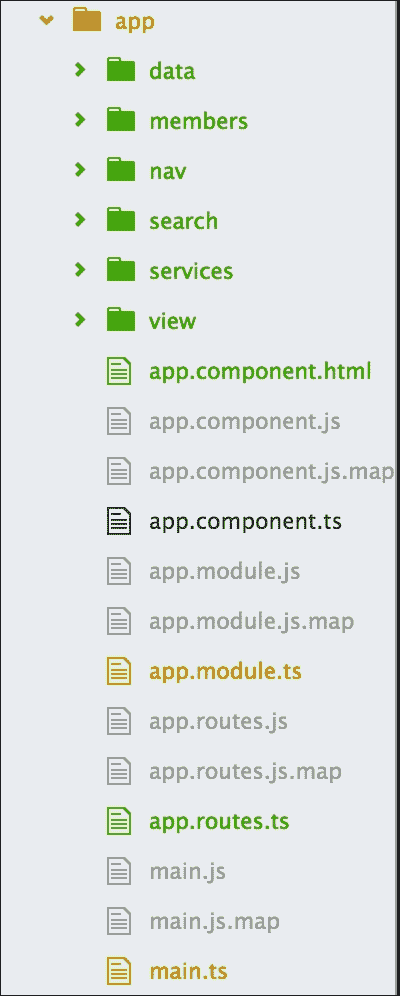 app
data
members
nav
search
services
view
app.component.html
app.component.js
app.component.js.map
app.component.ts
app.module.js
app.module.js.map
app.module.ts
app.routes.js
app.routes.js.map
app.routes.ts
main.js
main.js.map
main.ts